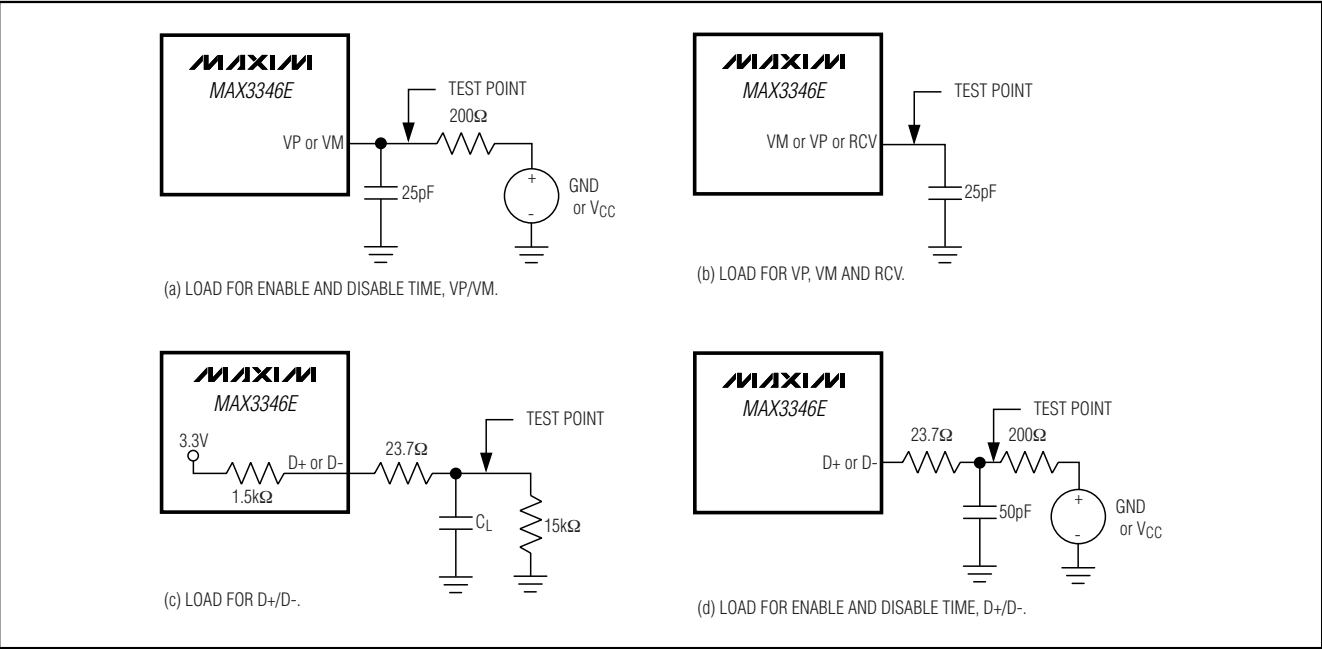 MAXIM
MAX3346E
TEST POINT
200Ω
VP or VM
25pF
+
-
GND
or VCC
(a) LOAD FOR ENABLE AND DISABLE TIME, VP/VM.
MAXIM
MAX3346E
TEST POINT
VM or VP or RCV
25pF
(b) LOAD FOR VP, VM AND RCV.
MAXIM
MAX3346E
3.3V
1.5kΩ
D+ or D-
23.7Ω
TEST POINT
CL
15kΩ
(c) LOAD FOR D+/D-.
MAXIM
MAX3346E
TEST POINT
23.7Ω
200Ω
D+ or D-
50pF
+
-
GND
or VCC
(d) LOAD FOR ENABLE AND DISABLE TIME, D+/D-.